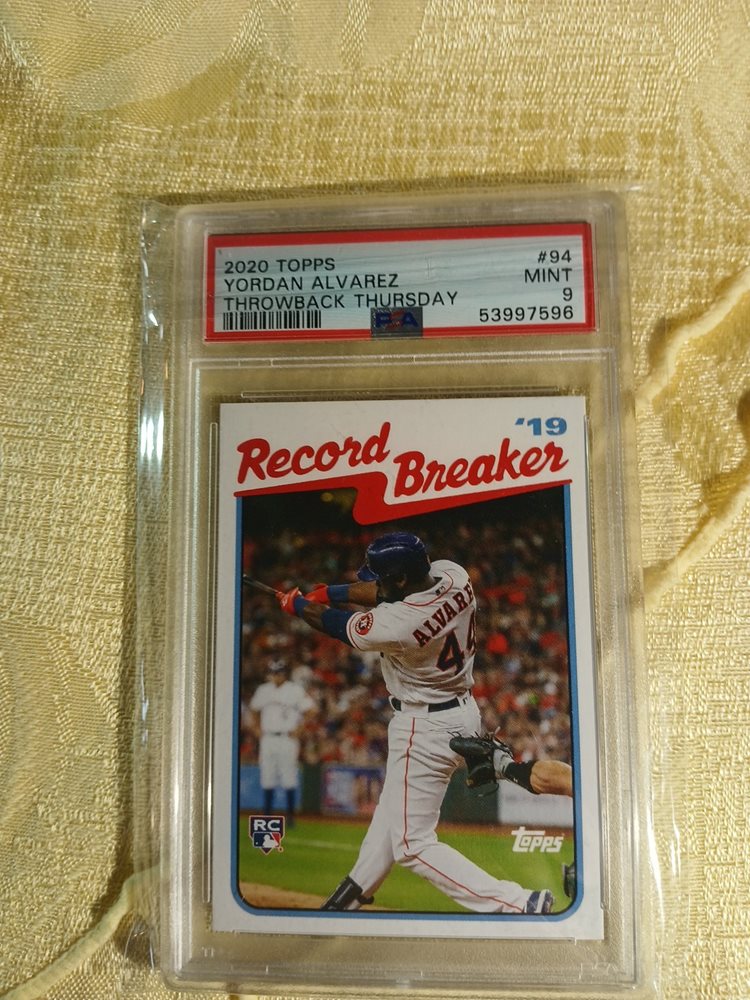 2020 TOPPS #94
YORDAN ALVAREZ MINT
THROWBACK THURSDAY 9
PSA 53997596
'19
Record
Breaker
ALVAREZ
44
RC
Topps